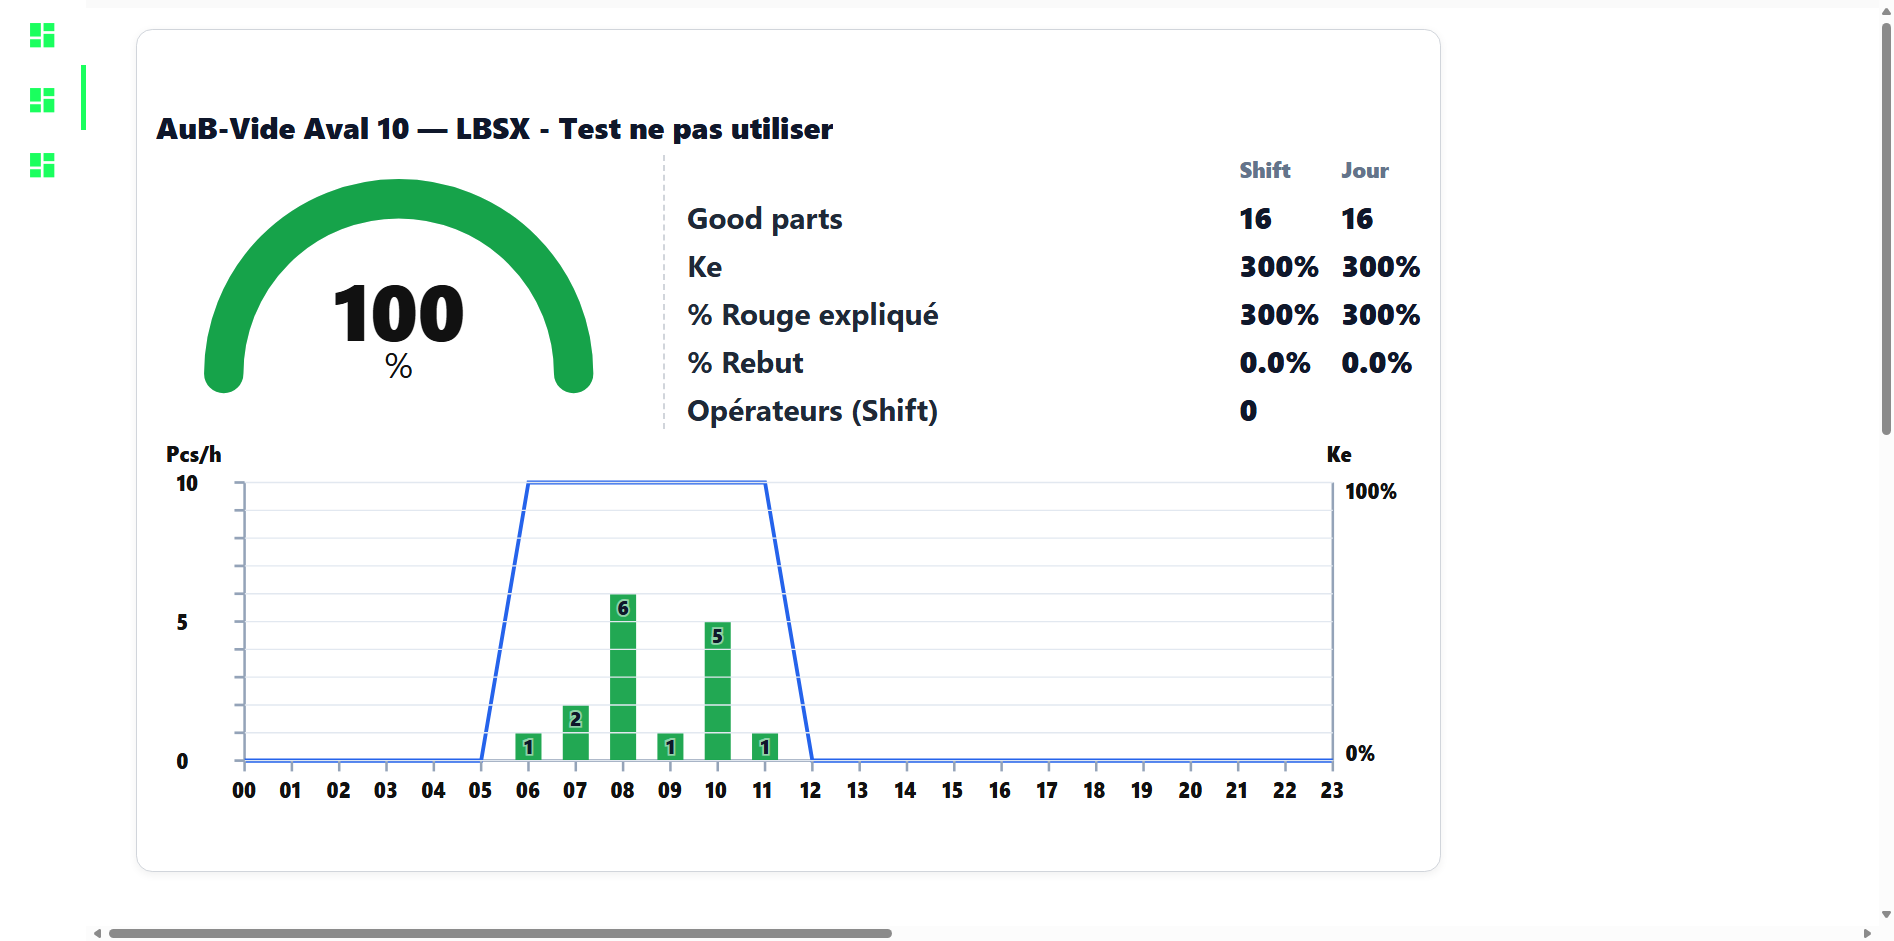 AuB-Vide Aval 10 — LBSX - Test ne pas utiliser
100
%
Shift Jour
Good parts 16 16
Ke 300% 300%
% Rouge expliqué 300% 300%
% Rebut 0.0% 0.0%
Opérateurs (Shift) 0
Pcs/h Ke
10 100%
5
0 0%
1 2 6 1 5 1
00 01 02 03 04 05 06 07 08 09 10 11 12 13 14 15 16 17 18 19 20 21 22 23